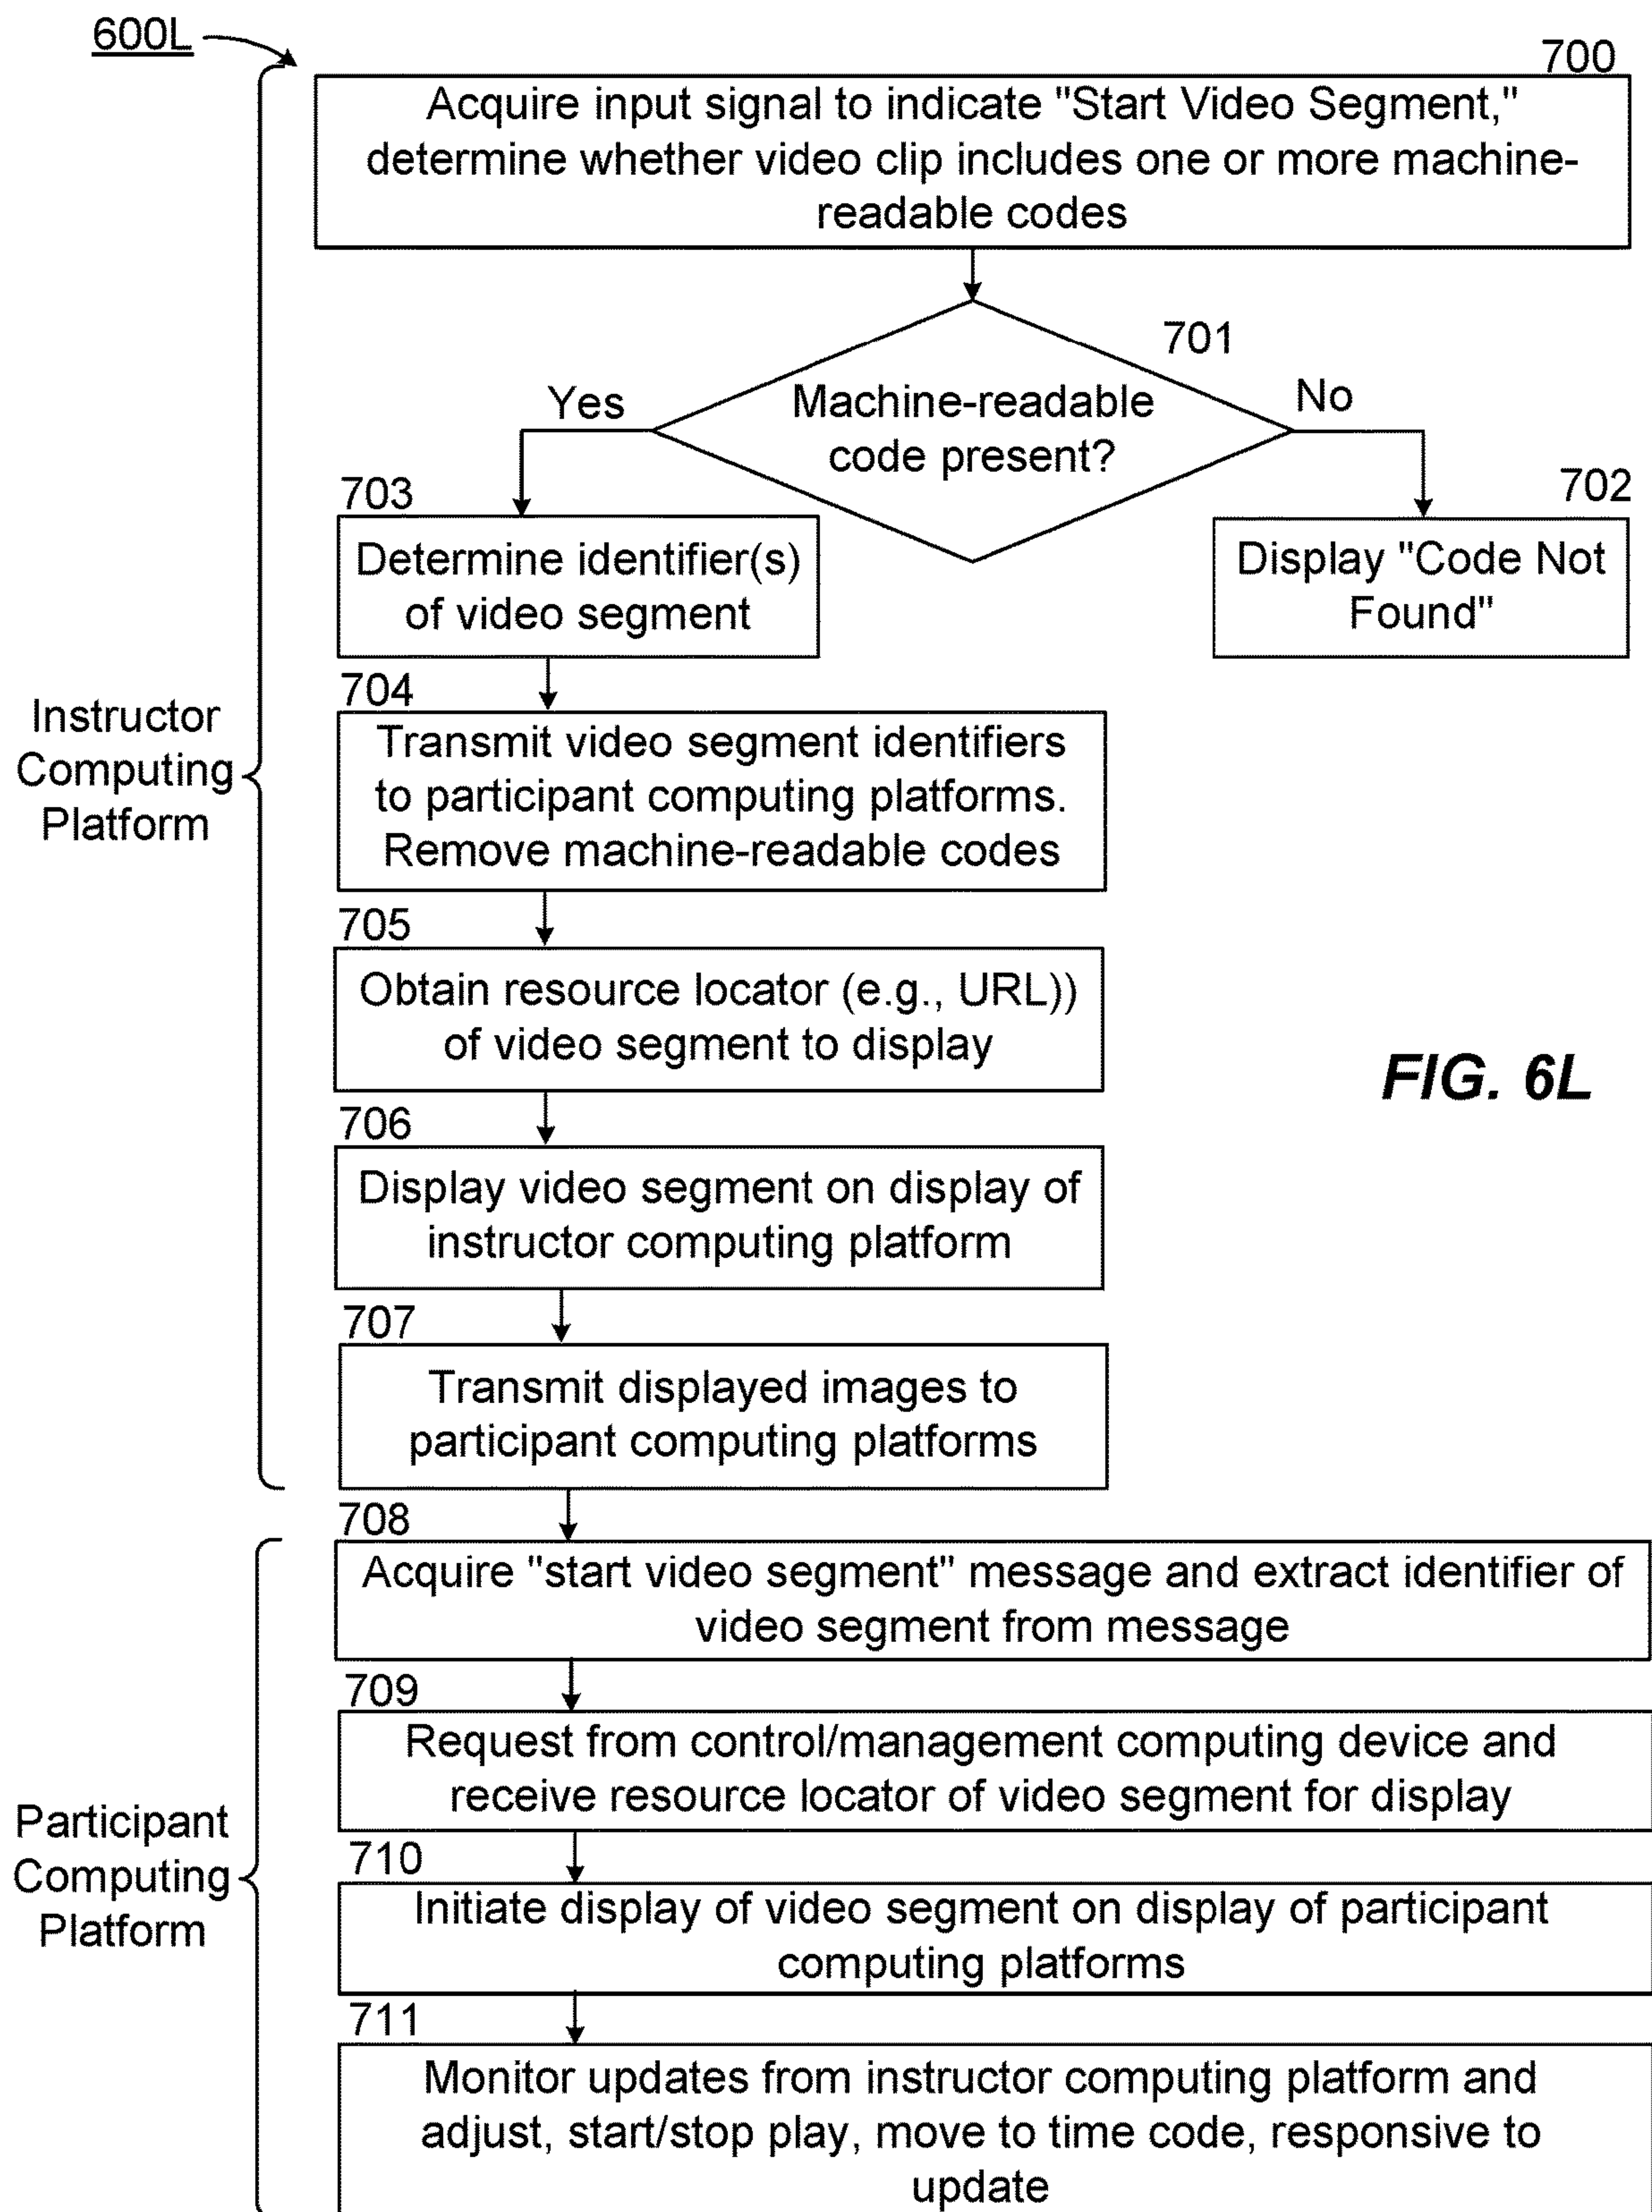 600L
700
Acquire input signal to indicate "Start Video Segment,"
determine whether video clip includes one or more machine-
readable codes
701
Machine-readable
code present?
Yes
No
703
Determine identifier(s)
of video segment
702
Display "Code Not
Found"
704
Transmit video segment identifiers
to participant computing platforms.
Remove machine-readable codes
Instructor
Computing
Platform
705
Obtain resource locator (e.g., URL))
of video segment to display
FIG. 6L
706
Display video segment on display of
instructor computing platform
707
Transmit displayed images to
participant computing platforms
708
Acquire "start video segment" message and extract identifier of
video segment from message
709
Request from control/management computing device and
receive resource locator of video segment for display
Participant
Computing
Platform
710
Initiate display of video segment on display of participant
computing platforms
711
Monitor updates from instructor computing platform and
adjust, start/stop play, move to time code, responsive to
update